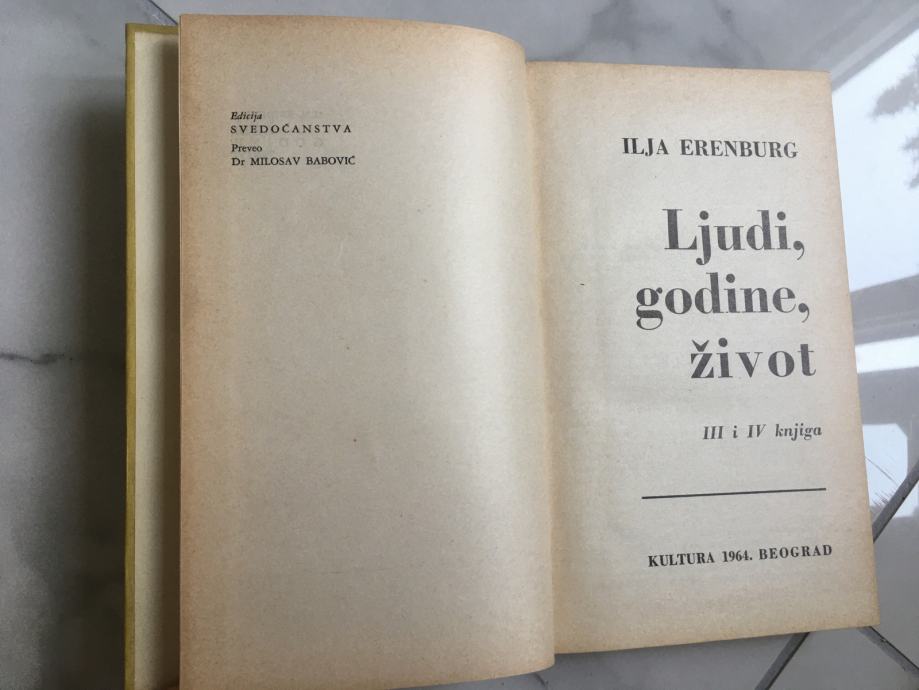 Edicija
SVEDOČANSTVA
Preveo
Dr MILOSAV BABOVIĆ
ILJA ERENBURG
Ljudi,
godine,
život
III i IV knjiga
KULTURA 1964. BEOGRAD